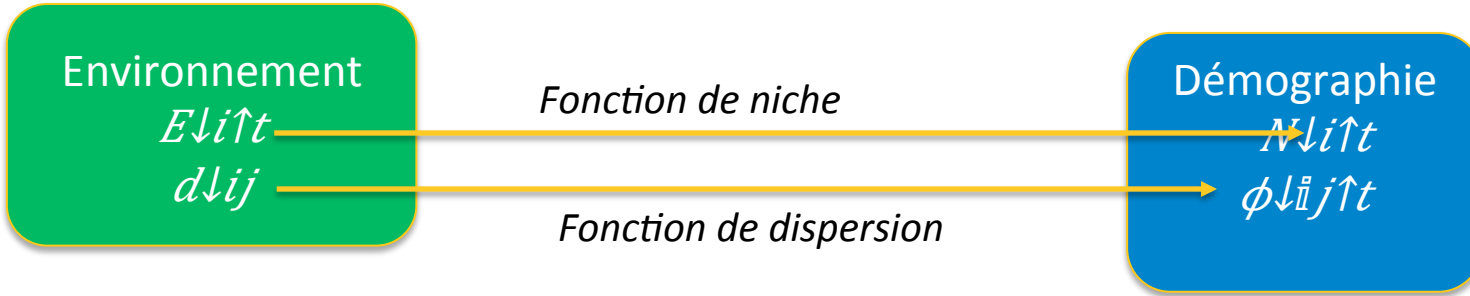 Environnement
E↓i↑t
d↓ij
Fonction de niche
Fonction de dispersion
Démographie
N↓i↑t
ϕ↓ⅈj↑t